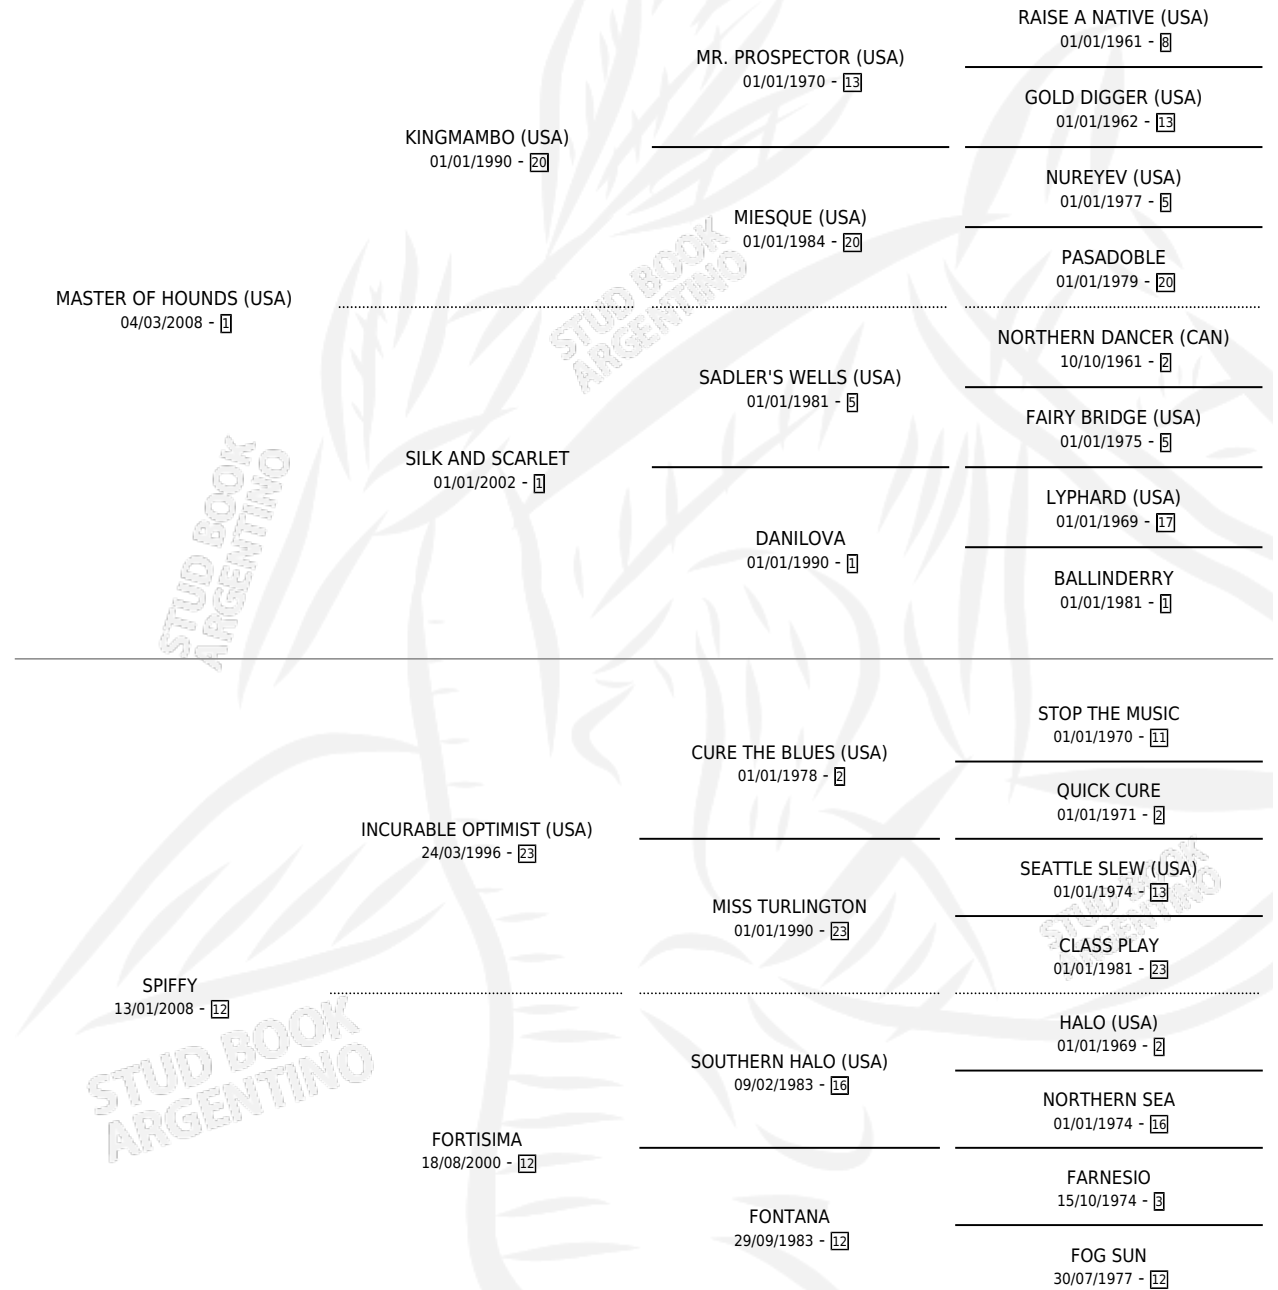 RAISE A NATIVE (USA)
01/01/1961 - 8
MR. PROSPECTOR (USA)
01/01/1970 - 13
GOLD DIGGER (USA)
01/01/1962 - 13
KINGMAMBO (USA)
01/01/1990 - 20
NUREYEV (USA)
01/01/1977 - 5
MIESQUE (USA)
01/01/1984 - 20
PASADOBLE
01/01/1979 - 20
MASTER OF HOUNDS (USA)
04/03/2008 - 1
NORTHERN DANCER (CAN)
10/10/1961 - 2
SADLER'S WELLS (USA)
01/01/1981 - 5
FAIRY BRIDGE (USA)
01/01/1975 - 5
SILK AND SCARLET
01/01/2002 - 1
LYPHARD (USA)
01/01/1969 - 17
DANILOVA
01/01/1990 - 1
BALLINDERRY
01/01/1981 - 1
STOP THE MUSIC
01/01/1970 - 11
CURE THE BLUES (USA)
01/01/1978 - 2
QUICK CURE
01/01/1971 - 2
INCURABLE OPTIMIST (USA)
24/03/1996 - 23
SEATTLE SLEW (USA)
01/01/1974 - 13
MISS TURLINGTON
01/01/1990 - 23
CLASS PLAY
01/01/1981 - 23
SPIFFY
13/01/2008 - 12
HALO (USA)
01/01/1969 - 2
SOUTHERN HALO (USA)
09/02/1983 - 16
NORTHERN SEA
01/01/1974 - 16
FORTISIMA
18/08/2000 - 12
FARNESIO
15/10/1974 - 3
FONTANA
29/09/1983 - 12
FOG SUN
30/07/1977 - 12
STUD BOOK
ARGENTINO
STUD BOOK
ARGENTINO
STUD BOOK
ARGENTINO
STUD BOOK
ARGENTINO